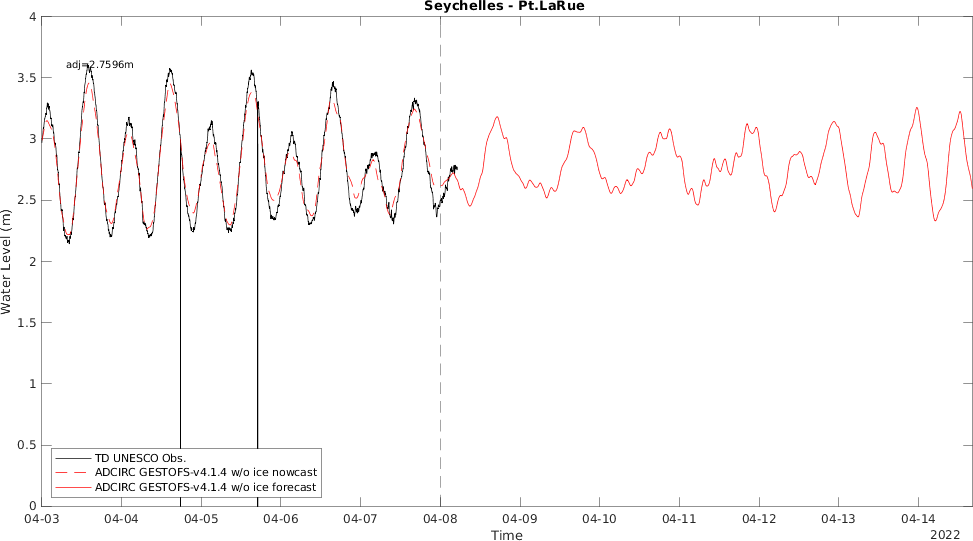 Seychelles - Pt.LaRue
adj=2.7596m
Water Level (m)
4
3.5
3
2.5
2
1.5
1
0.5
0
TD UNESCO Obs.
ADCIRC GESTOFS-v4.1.4 w/o ice nowcast
ADCIRC GESTOFS-v4.1.4 w/o ice forecast
04-03 04-04 04-05 04-06 04-07 04-08 04-09 04-10 04-11 04-12 04-13 04-14
Time
2022